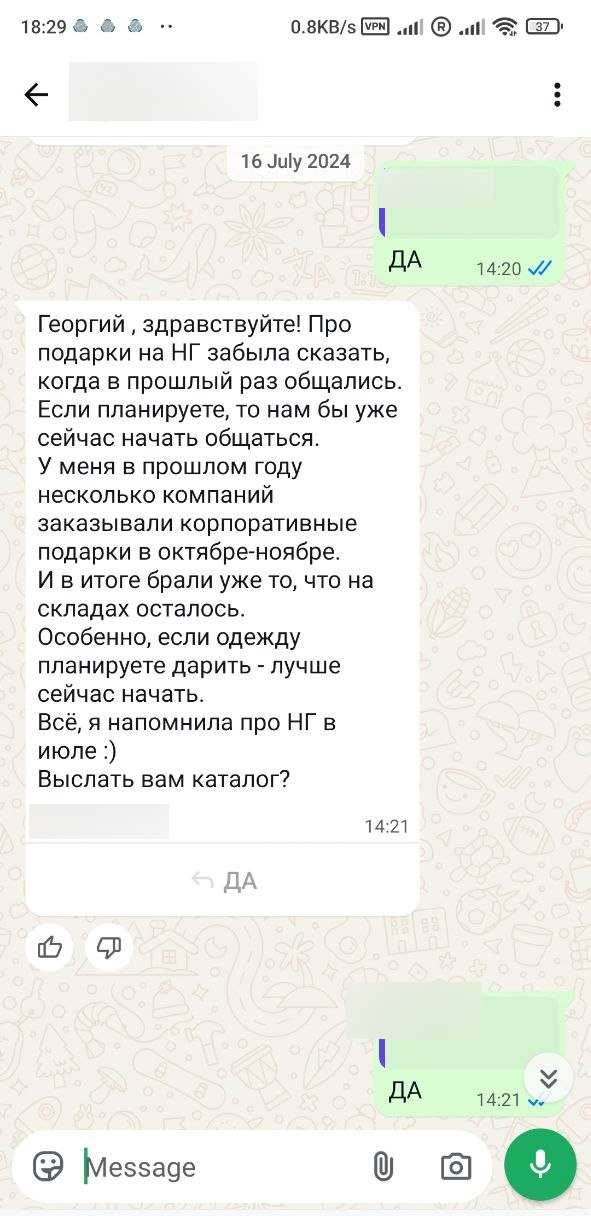 18:29
0.8KB/s VPN R 37
16 July 2024
ДА
14:20
Георгий , здравствуйте! Про
подарки на НГ забыла сказать,
когда в прошлый раз общались.
Если планируете, то нам бы уже
сейчас начать общаться.
У меня в прошлом году
несколько компаний
заказывали корпоративные
подарки в октябре-ноябре.
И в итоге брали уже то, что на
складах осталось.
Особенно, если одежду
планируете дарить - лучше
сейчас начать.
Всё, я напомнила про НГ в
июле :)
Выслать вам каталог?
14:21
ДА
ДА
14:21
Message